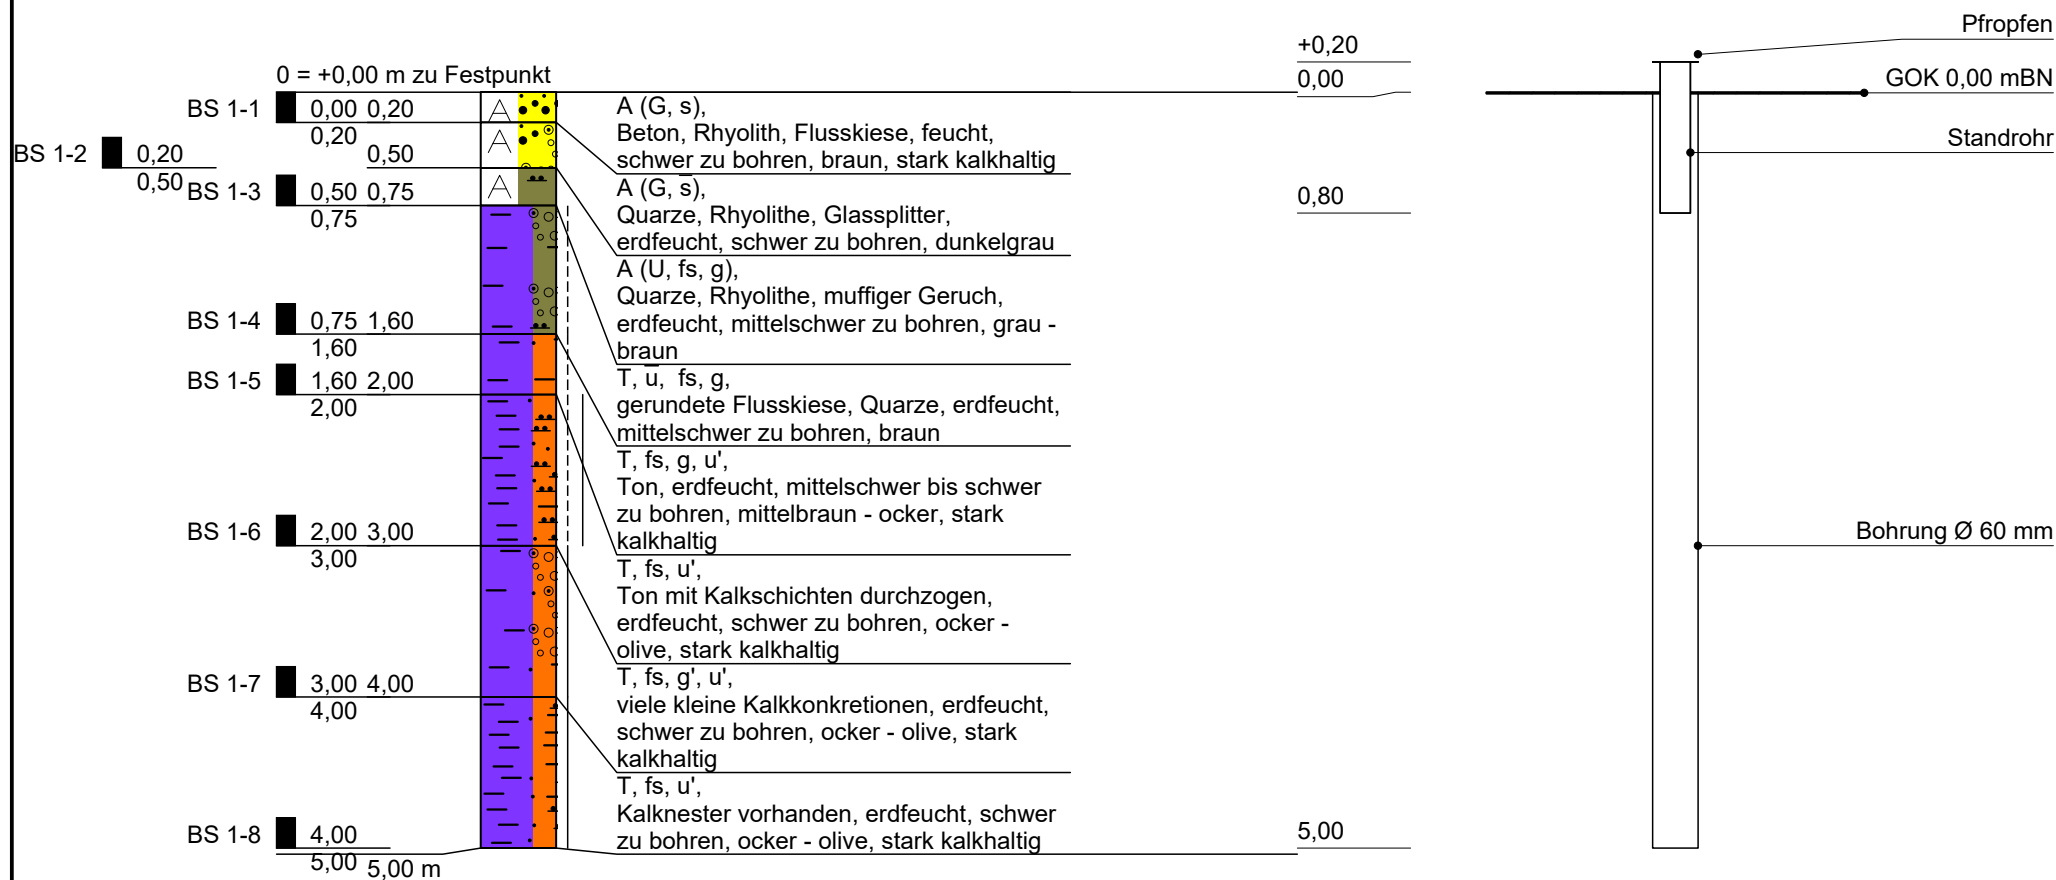 Pfropfen
+0,20
0 = +0,00 m zu Festpunkt
0,00
GOK 0,00 mBN
BS 1-1
0,00 0,20
0,20
A
A (G, s),
Beton, Rhyolith, Flusskiese, feucht,
schwer zu bohren, braun, stark kalkhaltig
Standrohr
BS 1-2
0,20
0,50
0,50
A
A (G, s̅),
Quarze, Rhyolithe, Glassplitter,
erdfeucht, schwer zu bohren, dunkelgrau
BS 1-3
0,50 0,75
0,75
A
0,80
A (U, fs, g),
Quarze, Rhyolithe, muffiger Geruch,
erdfeucht, mittelschwer zu bohren, grau -
braun
BS 1-4
0,75 1,60
1,60
T, u̅, fs, g,
gerundete Flusskiese, Quarze, erdfeucht,
mittelschwer zu bohren, braun
BS 1-5
1,60 2,00
2,00
T, fs, g, u',
Ton, erdfeucht, mittelschwer bis schwer
zu bohren, mittelbraun - ocker, stark
kalkhaltig
BS 1-6
2,00 3,00
3,00
Bohrung Ø 60 mm
T, fs, u',
Ton mit Kalkschichten durchzogen,
erdfeucht, schwer zu bohren, ocker -
olive, stark kalkhaltig
BS 1-7
3,00 4,00
4,00
T, fs, g', u',
viele kleine Kalkkonkretionen, erdfeucht,
schwer zu bohren, ocker - olive, stark
kalkhaltig
T, fs, u',
Kalknester vorhanden, erdfeucht, schwer
zu bohren, ocker - olive, stark kalkhaltig
BS 1-8
4,00
5,00
5,00 m
5,00